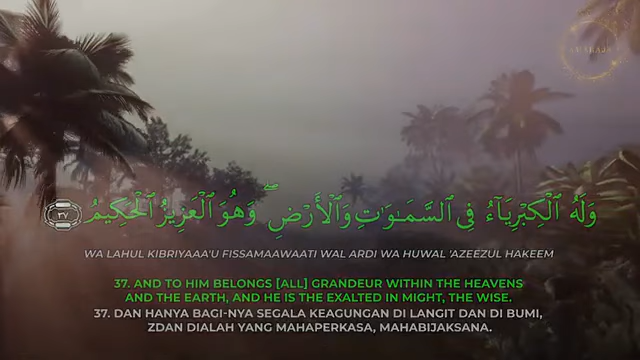 وَلَهُ ٱلْكِبْرِيَآءُ فِى ٱلسَّمَـٰوَٰتِ وَٱلْأَرْضِ ۖ وَهُوَ ٱلْعَزِيزُ ٱلْحَكِيمُ ٣٧
WA LAHUL KIBRIYAAA'U FISSAMAAWAATI WAL ARDI WA HUWAL 'AZEEZUL HAKEEM
37. AND TO HIM BELONGS [ALL] GRANDEUR WITHIN THE HEAVENS
AND THE EARTH, AND HE IS THE EXALTED IN MIGHT, THE WISE.
37. DAN HANYA BAGI-NYA SEGALA KEAGUNGAN DI LANGIT DAN DI BUMI,
ZDAN DIALAH YANG MAHAPERKASA, MAHABIJAKSANA.